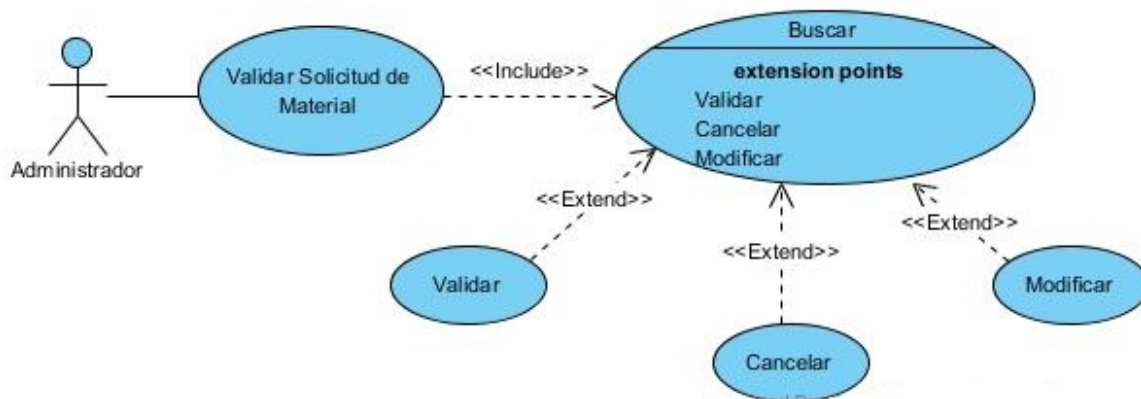 Buscar
<<Include>>
Validar Solicitud de
Material
extension points
Validar
Cancelar
Modificar
Administrador
<<Extend>>
<<Extend>>
<<Extend>>
Validar
Modificar
Cancelar